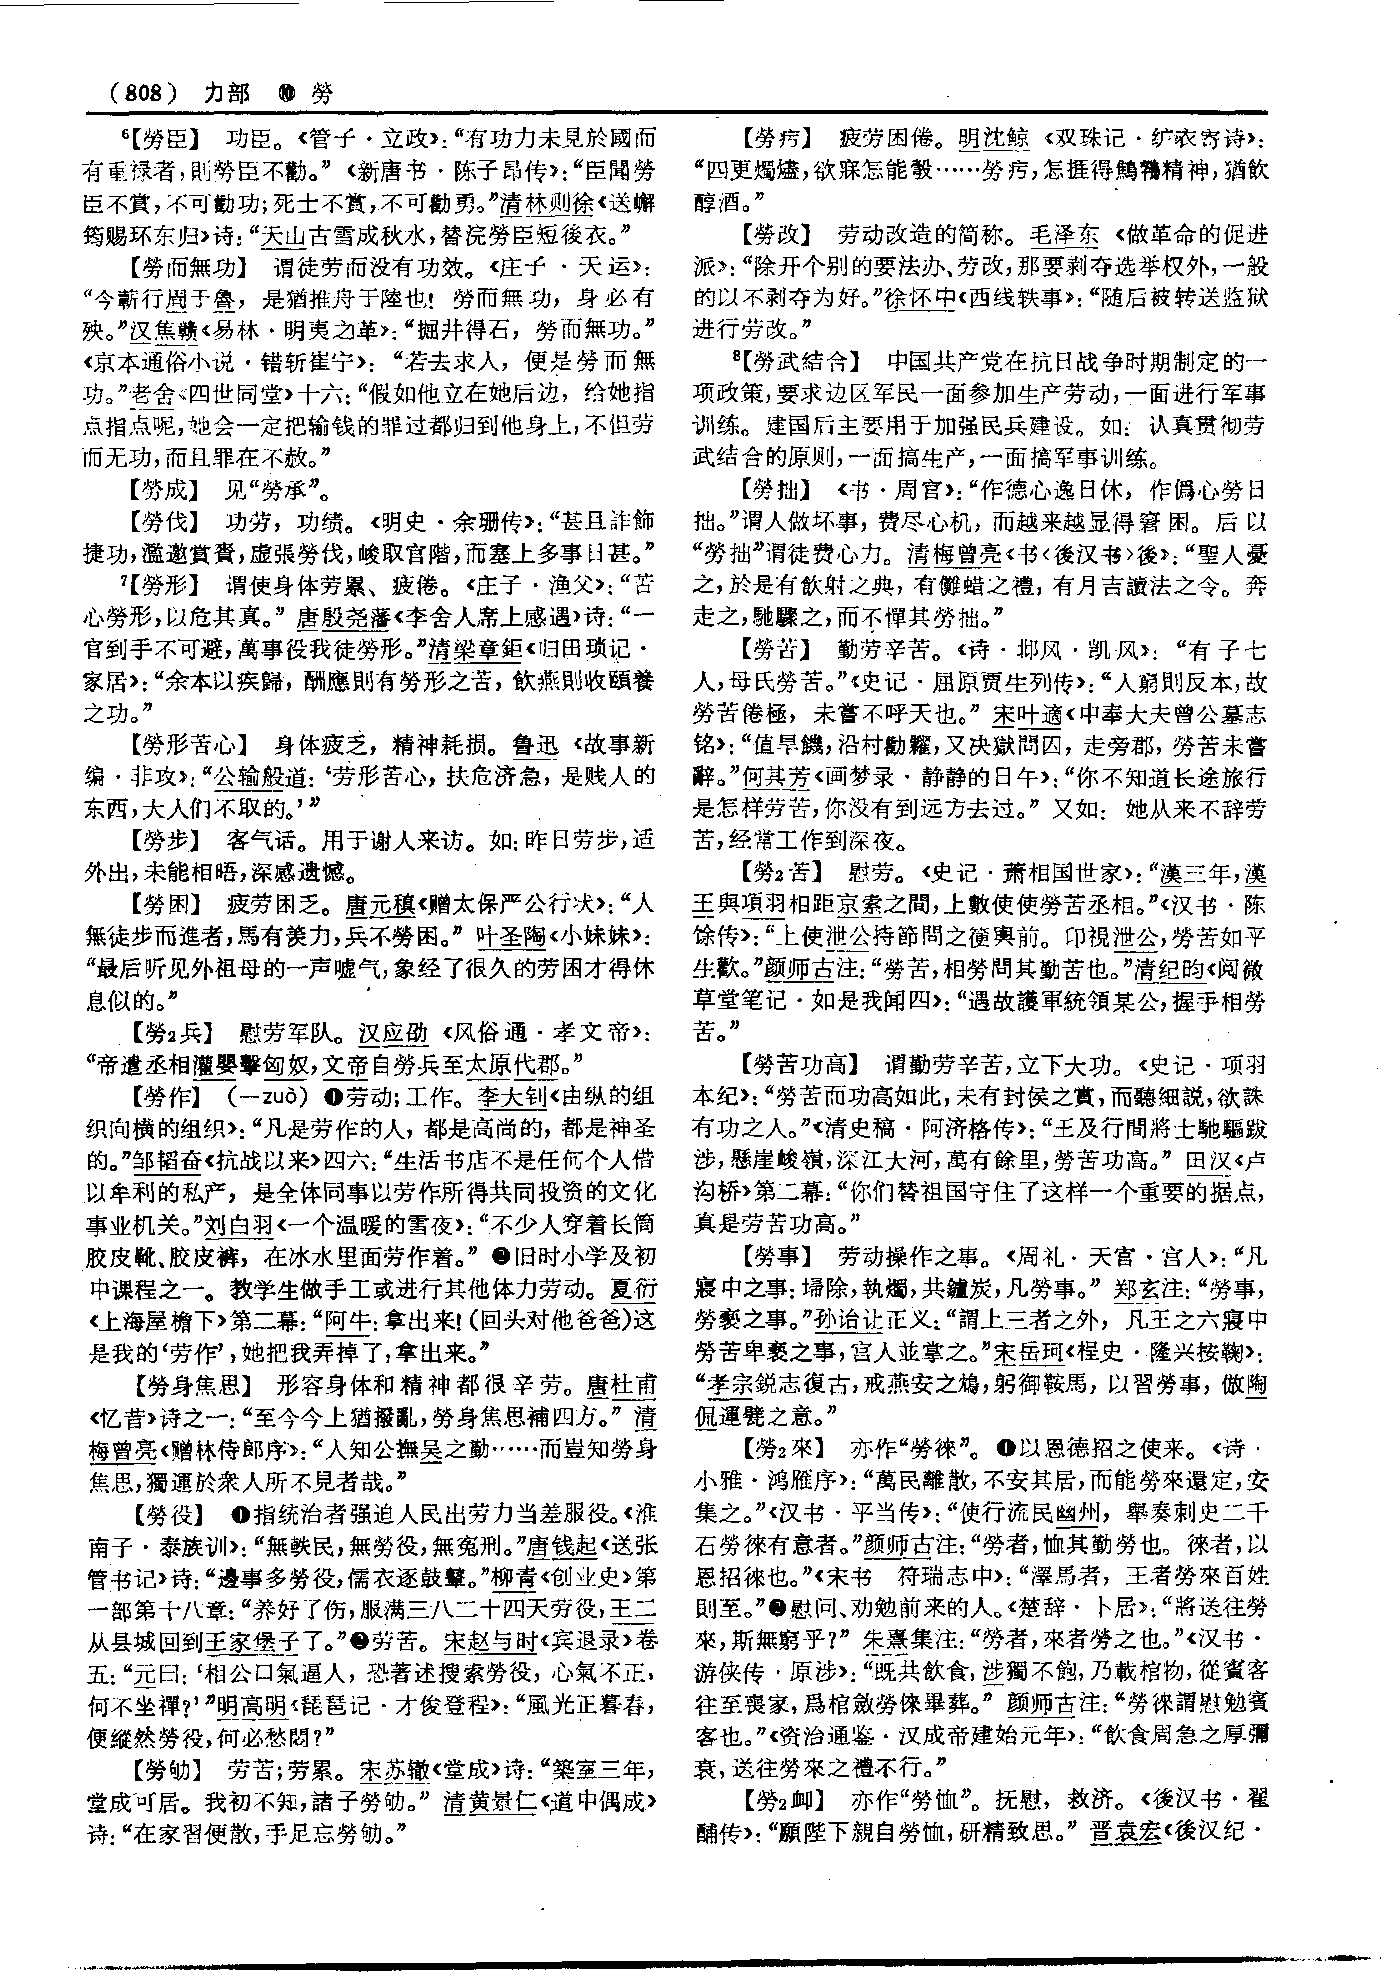 (808) 力部 ⑩ 勞
⁶【勞臣】 功臣。《管子·立政》：“有功力未見於國而
有重禄者，則勞臣不勸。”《新唐书·陈子昂传》：“臣聞勞
臣不賞，不可勸功；死士不賞，不可勸勇。”清林则徐《送嶰
筠赐环东归》诗：“天山古雪成秋水，替浣勞臣短後衣。”
【勞而無功】 谓徒劳而没有功效。《庄子·天运》：
“今蘄行周于魯，是猶推舟于陸也！勞而無功，身必有
殃。”汉焦赣《易林·明夷之革》：“掘井得石，勞而無功。”
《京本通俗小说·错斩崔宁》：“若去求人，便是勞而無
功。”老舍《四世同堂》十六：“假如他立在她后边，给她指
点指点呢，她会一定把输钱的罪过都归到他身上，不但劳
而无功，而且罪在不赦。”
【勞成】 见“勞承”。
【勞伐】 功劳，功绩。《明史·余珊传》：“甚且詐飾
捷功，濫邀賞賚，虚張勞伐，峻取官階，而塞上多事日甚。”
⁷【勞形】 谓使身体劳累、疲倦。《庄子·渔父》：“苦
心勞形，以危其真。”唐殷尧藩《李舍人席上感遇》诗：“一
官到手不可避，萬事役我徒勞形。”清梁章鉅《归田琐记·
家居》：“余本以疾歸，酬應則有勞形之苦，飲燕則收頤養
之功。”
【勞形苦心】 身体疲乏，精神耗损。鲁迅《故事新
编·非攻》：“公输般道：‘劳形苦心，扶危济急，是贱人的
东西，大人们不取的。’”
【勞步】 客气话。用于谢人来访。如：昨日劳步，适
外出，未能相晤，深感遗憾。
【勞困】 疲劳困乏。唐元稹《赠太保严公行状》：“人
無徒步而進者，馬有羡力，兵不勞困。”叶圣陶《小妹妹》：
“最后听见外祖母的一声嘘气，象经了很久的劳困才得休
息似的。”
【勞₂兵】 慰劳军队。汉应劭《风俗通·孝文帝》：
“帝遣丞相灌嬰擊匈奴，文帝自勞兵至太原代郡。”
【勞作】 （—zuò）❶劳动；工作。李大钊《由纵的组
织向横的组织》：“凡是劳作的人，都是高尚的，都是神圣
的。”邹韬奋《抗战以来》四六：“生活书店不是任何个人借
以牟利的私产，是全体同事以劳作所得共同投资的文化
事业机关。”刘白羽《一个温暖的雪夜》：“不少人穿着长筒
胶皮靴、胶皮裤，在冰水里面劳作着。”❷旧时小学及初
中课程之一。教学生做手工或进行其他体力劳动。夏衍
《上海屋檐下》第二幕：“阿牛：拿出来！（回头对他爸爸）这
是我的‘劳作’，她把我弄掉了，拿出来。”
【勞身焦思】 形容身体和精神都很辛劳。唐杜甫
《忆昔》诗之一：“至今今上猶撥亂，勞身焦思補四方。”清
梅曾亮《赠林侍郎序》：“人知公撫吴之勤……而豈知勞身
焦思，獨運於衆人所不見者哉。”
【勞役】 ❶指统治者强迫人民出劳力当差服役。《淮
南子·泰族训》：“無軼民，無勞役，無冤刑。”唐钱起《送张
管书记》诗：“邊事多勞役，儒衣逐鼓鼙。”柳青《创业史》第
一部第十八章：“养好了伤，服满三八二十四天劳役，王二
从县城回到王家堡子了。”❷劳苦。宋赵与时《宾退录》卷
五：“元曰：‘相公口氣逼人，恐著述搜索勞役，心氣不正，
何不坐禪？’”明高明《琵琶记·才俊登程》：“風光正暮春，
便縱然勞役，何必愁悶？”
【勞劬】 劳苦；劳累。宋苏辙《堂成》诗：“築室三年，
堂成可居。我初不知，諸子勞劬。”清黄景仁《道中偶成》
诗：“在家習便散，手足忘勞劬。”
【勞疠】 疲劳困倦。明沈鲸《双珠记·纩衣寄诗》：
“四更燭燼，欲寐怎能彀……勞疠，怎捱得鷦鷯精神，猶飲
醇酒。”
【勞改】 劳动改造的简称。毛泽东《做革命的促进
派》：“除开个别的要法办、劳改，那要剥夺选举权外，一般
的以不剥夺为好。”徐怀中《西线轶事》：“随后被转送监狱
进行劳改。”
⁸【勞武結合】 中国共产党在抗日战争时期制定的一
项政策，要求边区军民一面参加生产劳动，一面进行军事
训练。建国后主要用于加强民兵建设。如：认真贯彻劳
武结合的原则，一面搞生产，一面搞军事训练。
【勞拙】 《书·周官》：“作德心逸日休，作僞心勞日
拙。”谓人做坏事，费尽心机，而越来越显得窘困。后以
“勞拙”谓徒费心力。清梅曾亮《书〈後汉书〉後》：“聖人憂
之，於是有飲射之典，有儺蜡之禮，有月吉讀法之令。奔
走之，馳驟之，而不憚其勞拙。”
【勞苦】 勤劳辛苦。《诗·邶风·凯风》：“有子七
人，母氏勞苦。”《史记·屈原贾生列传》：“人窮則反本，故
勞苦倦極，未嘗不呼天也。”宋叶適《中奉大夫曾公墓志
铭》：“值旱饑，沿村勸糶，又决獄問囚，走旁郡，勞苦未嘗
辭。”何其芳《画梦录·静静的日午》：“你不知道长途旅行
是怎样劳苦，你没有到远方去过。”又如：她从来不辞劳
苦，经常工作到深夜。
【勞₂苦】 慰劳。《史记·萧相国世家》：“漢三年，漢
王與項羽相距京索之間，上數使使勞苦丞相。”《汉书·陈
馀传》：“上使泄公持節問之箯輿前。卬視泄公，勞苦如平
生歡。”颜师古注：“勞苦，相勞問其勤苦也。”清纪昀《阅微
草堂笔记·如是我闻四》：“遇故護軍統領某公，握手相勞
苦。”
【勞苦功高】 谓勤劳辛苦，立下大功。《史记·项羽
本纪》：“勞苦而功高如此，未有封侯之賞，而聽細説，欲誅
有功之人。”《清史稿·阿济格传》：“王及行間將士馳驅跋
涉，懸崖峻嶺，深江大河，萬有餘里，勞苦功高。”田汉《卢
沟桥》第二幕：“你们替祖国守住了这样一个重要的据点，
真是劳苦功高。”
【勞事】 劳动操作之事。《周礼·天官·宫人》：“凡
寢中之事：埽除，執燭，共鑪炭，凡勞事。”郑玄注：“勞事，
勞褻之事。”孙诒让正义：“謂上三者之外，凡王之六寢中
勞苦卑褻之事，宫人並掌之。”宋岳珂《桯史·隆兴按鞠》：
“孝宗鋭志復古，戒燕安之鴆，躬御鞍馬，以習勞事，倣陶
侃運甓之意。”
【勞₂來】 亦作“勞徠”。❶以恩德招之使来。《诗·
小雅·鸿雁序》：“萬民離散，不安其居，而能勞來還定，安
集之。”《汉书·平当传》：“使行流民幽州，舉奏刺史二千
石勞徠有意者。”颜师古注：“勞者，恤其勤勞也。徠者，以
恩招徠也。”《宋书 符瑞志中》：“澤馬者，王者勞來百姓
則至。”❷慰问、劝勉前来的人。《楚辞·卜居》：“將送往勞
來，斯無窮乎？”朱熹集注：“勞者，來者勞之也。”《汉书·
游侠传·原涉》：“既共飲食，涉獨不飽，乃載棺物，從賓客
往至喪家，爲棺斂勞倈畢葬。”颜师古注：“勞徠謂慰勉賓
客也。”《资治通鉴·汉成帝建始元年》：“飲食周急之厚彌
衰，送往勞來之禮不行。”
【勞₂卹】 亦作“勞恤”。抚慰，救济。《後汉书·翟
酺传》：“願陛下親自勞恤，研精致思。”晋袁宏《後汉纪·